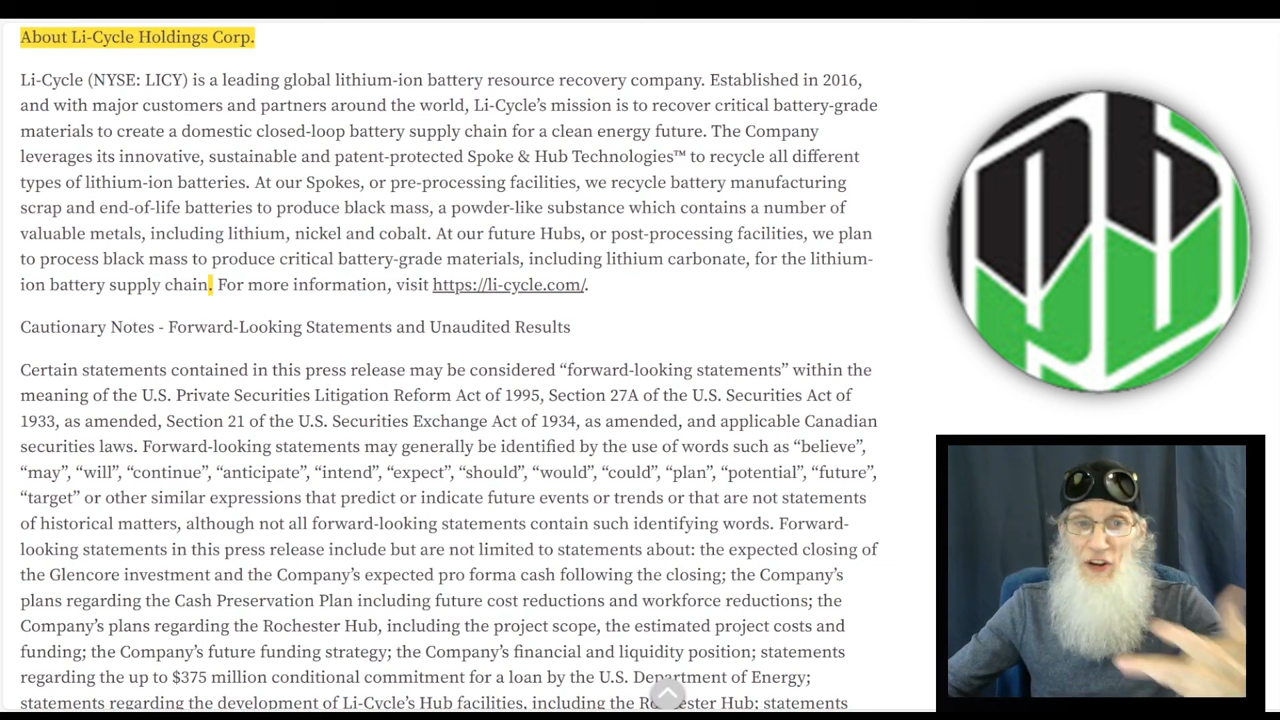 About Li-Cycle Holdings Corp.
Li-Cycle (NYSE: LICY) is a leading global lithium-ion battery resource recovery company. Established in 2016,
and with major customers and partners around the world, Li-Cycle’s mission is to recover critical battery-grade
materials to create a domestic closed-loop battery supply chain for a clean energy future. The Company
leverages its innovative, sustainable and patent-protected Spoke & Hub Technologies™ to recycle all different
types of lithium-ion batteries. At our Spokes, or pre-processing facilities, we recycle battery manufacturing
scrap and end-of-life batteries to produce black mass, a powder-like substance which contains a number of
valuable metals, including lithium, nickel and cobalt. At our future Hubs, or post-processing facilities, we plan
to process black mass to produce critical battery-grade materials, including lithium carbonate, for the lithium-
ion battery supply chain. For more information, visit https://li-cycle.com/.
Cautionary Notes - Forward-Looking Statements and Unaudited Results
Certain statements contained in this press release may be considered “forward-looking statements” within the
meaning of the U.S. Private Securities Litigation Reform Act of 1995, Section 27A of the U.S. Securities Act of
1933, as amended, Section 21 of the U.S. Securities Exchange Act of 1934, as amended, and applicable Canadian
securities laws. Forward-looking statements may generally be identified by the use of words such as “believe”,
“may”, “will”, “continue”, “anticipate”, “intend”, “expect”, “should”, “would”, “could”, “plan”, “potential”, “future”,
“target” or other similar expressions that predict or indicate future events or trends or that are not statements
of historical matters, although not all forward-looking statements contain such identifying words. Forward-
looking statements in this press release include but are not limited to statements about: the expected closing of
the Glencore investment and the Company’s expected pro forma cash following the closing; the Company’s
plans regarding the Cash Preservation Plan including future cost reductions and workforce reductions; the
Company’s plans regarding the Rochester Hub, including the project scope, the estimated project costs and
funding; the Company’s future funding strategy; the Company’s financial and liquidity position; statements
regarding the up to $375 million conditional commitment for a loan by the U.S. Department of Energy;
statements regarding the development of Li-Cycle’s Hub facilities, including the Rochester Hub; statements